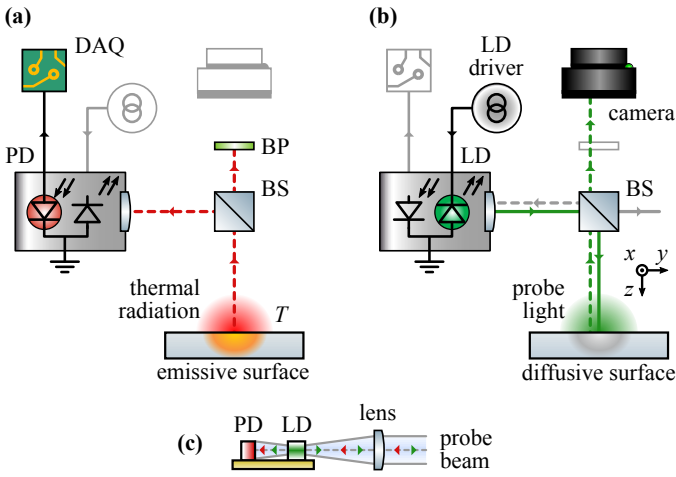 (a)
DAQ
PD
BP
BS
thermal
radiation
T
emissive surface
(b)
LD
driver
camera
LD
BS
x
y
z
probe
light
diffusive surface
(c)
PD
LD
lens
probe
beam